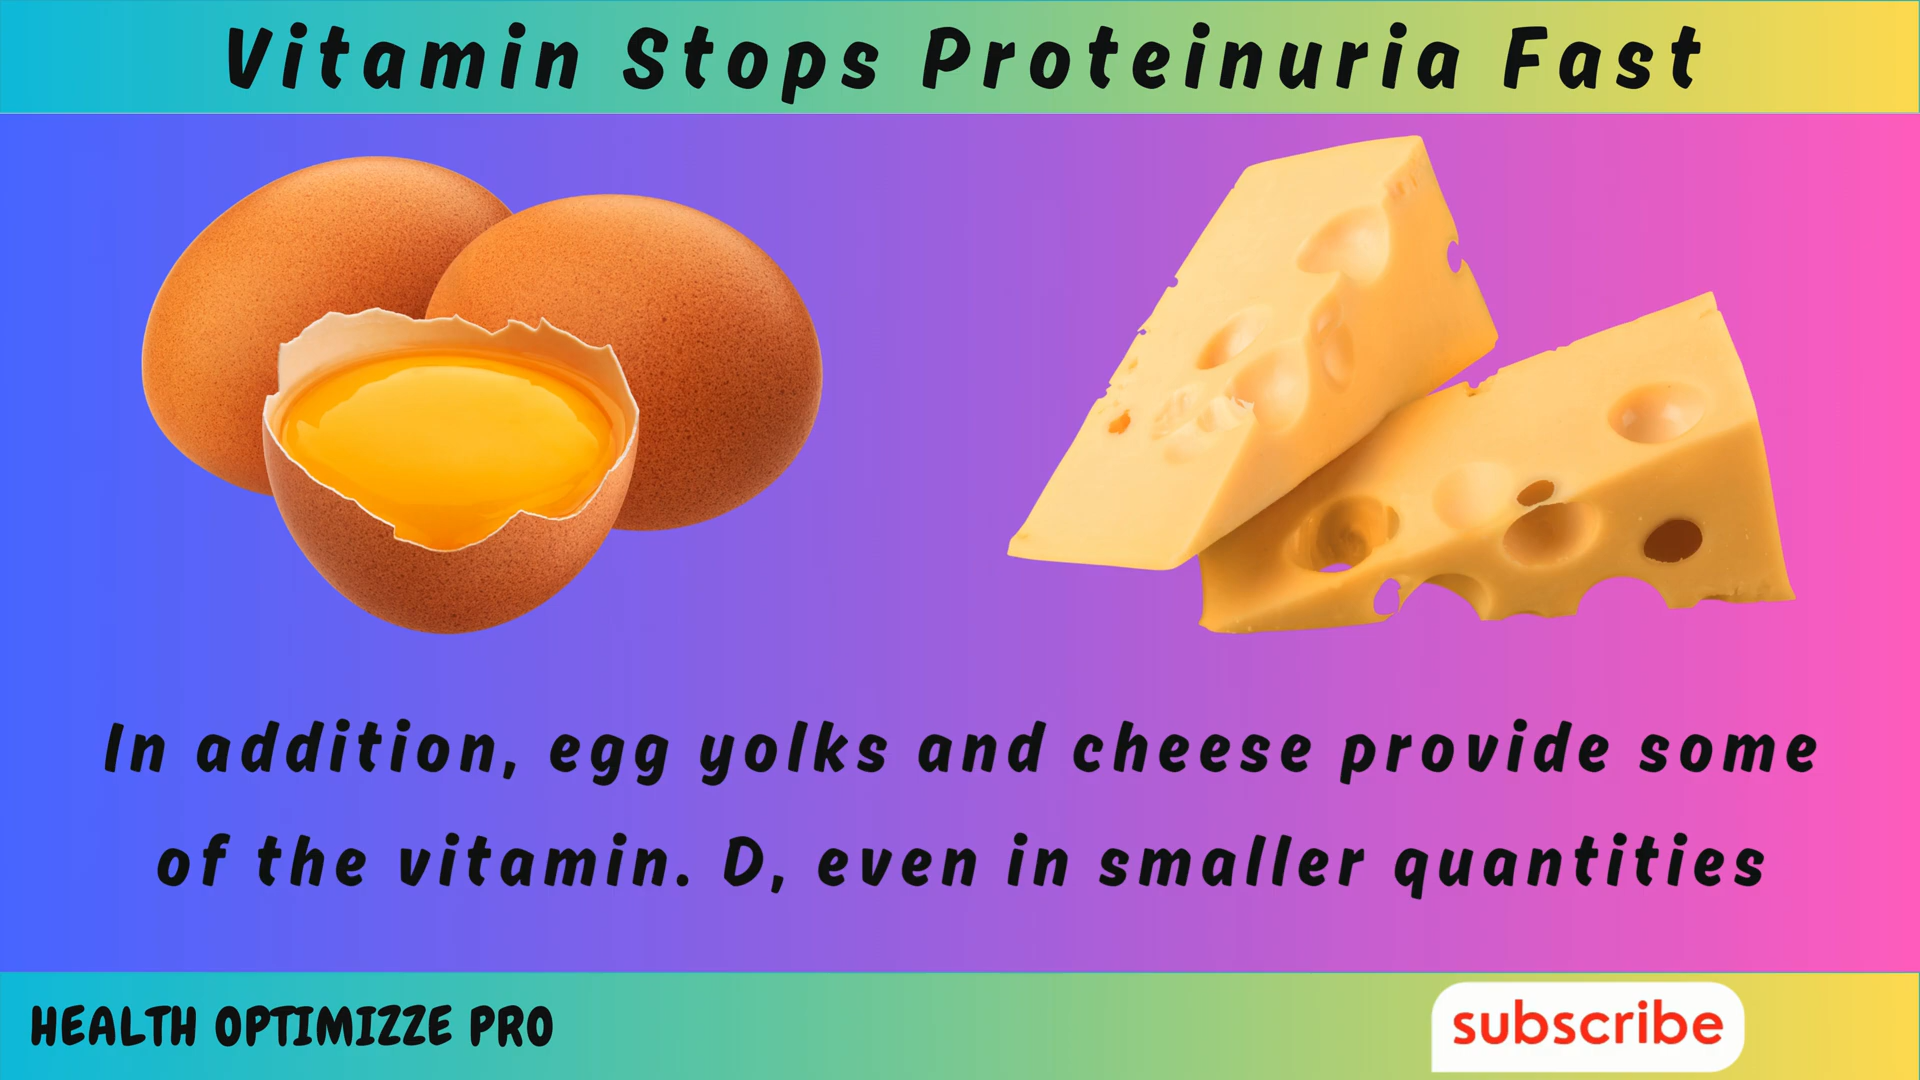 Vitamin Stops Proteinuria Fast
In addition, egg yolks and cheese provide some
of the vitamin. D, even in smaller quantities
HEALTH OPTIMIZZE PRO
subscribe